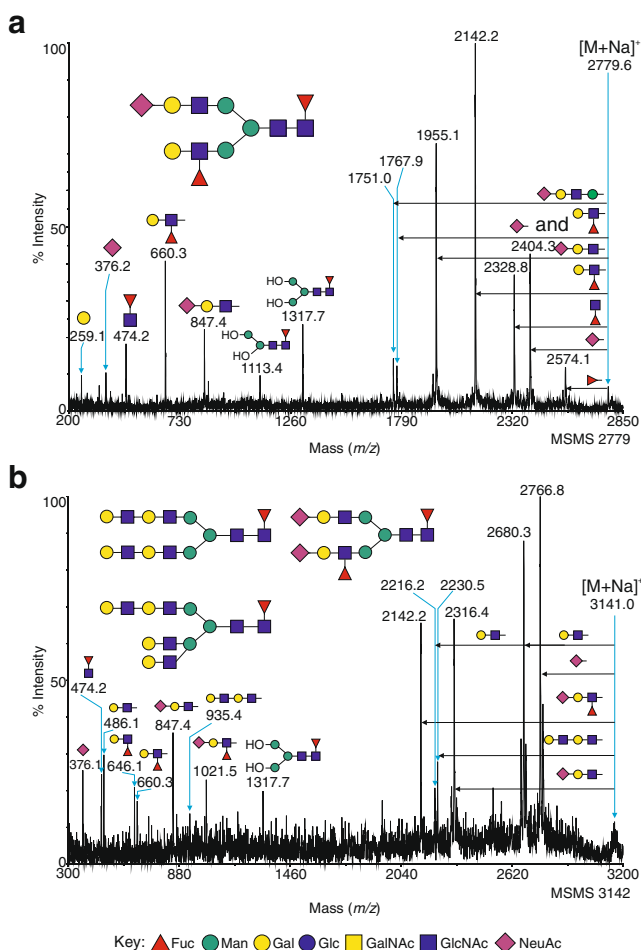 a
100
50
0
% Intensity
2142.2
[M+Na]+
2779.6
1955.1
1767.9
1751.0
and
2404.3
2328.8
2574.1
376.2
660.3
259.1
474.2
847.4
HO
HO
1317.7
HO
HO
1113.4
200
730
1260
1790
2320
2850
Mass (m/z)
MSMS 2779
b
100
50
0
% Intensity
2766.8
2680.3
[M+Na]+
3141.0
2216.2
2230.5
2142.2
2316.4
474.2
486.1
935.4
847.4
376.1
646.1
660.3
1021.5
HO
HO
1317.7
300
880
1460
2040
2620
3200
Mass (m/z)
MSMS 3142
Key: Fuc Man Gal Glc GalNAc GlcNAc NeuAc